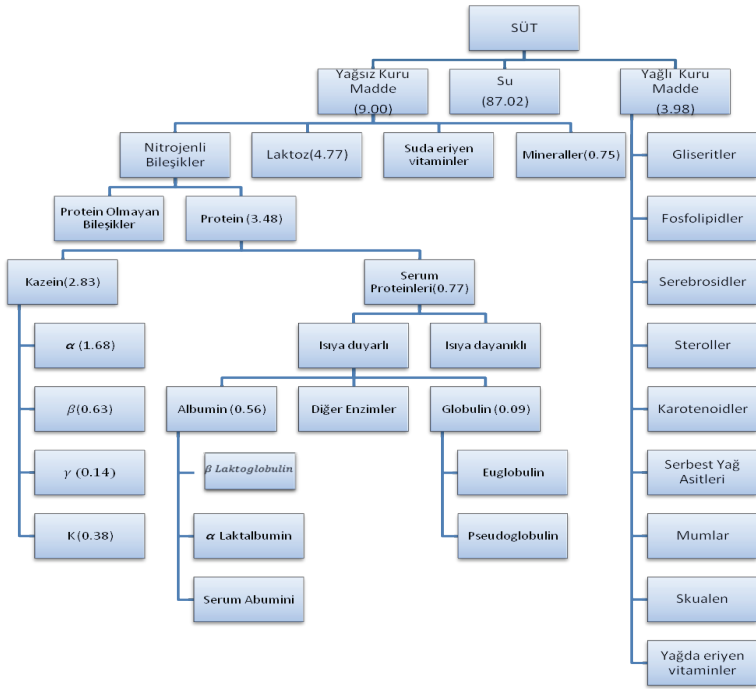 SÜT
Yağsız Kuru
Madde
(9.00)
Su
(87.02)
Yağlı Kuru
Madde
(3.98)
Nitrojenli
Bileşikler
Laktoz(4.77)
Suda eriyen
vitaminler
Mineraller(0.75)
Gliseritler
Protein Olmayan
Bileşikler
Protein (3.48)
Fosfolipidler
Kazein(2.83)
Serum
Proteinleri(0.77)
Serebrosidler
α (1.68)
Isıya duyarlı
Isıya dayanıklı
Steroller
β(0.63)
Albumin (0.56)
Diğer Enzimler
Globulin (0.09)
Karotenoidler
γ (0.14)
β Laktoglobulin
Euglobulin
Serbest Yağ
Asitleri
K(0.38)
α Laktalbumin
Pseudoglobulin
Mumlar
Serum Abumini
Skualen
Yağda eriyen
vitaminler